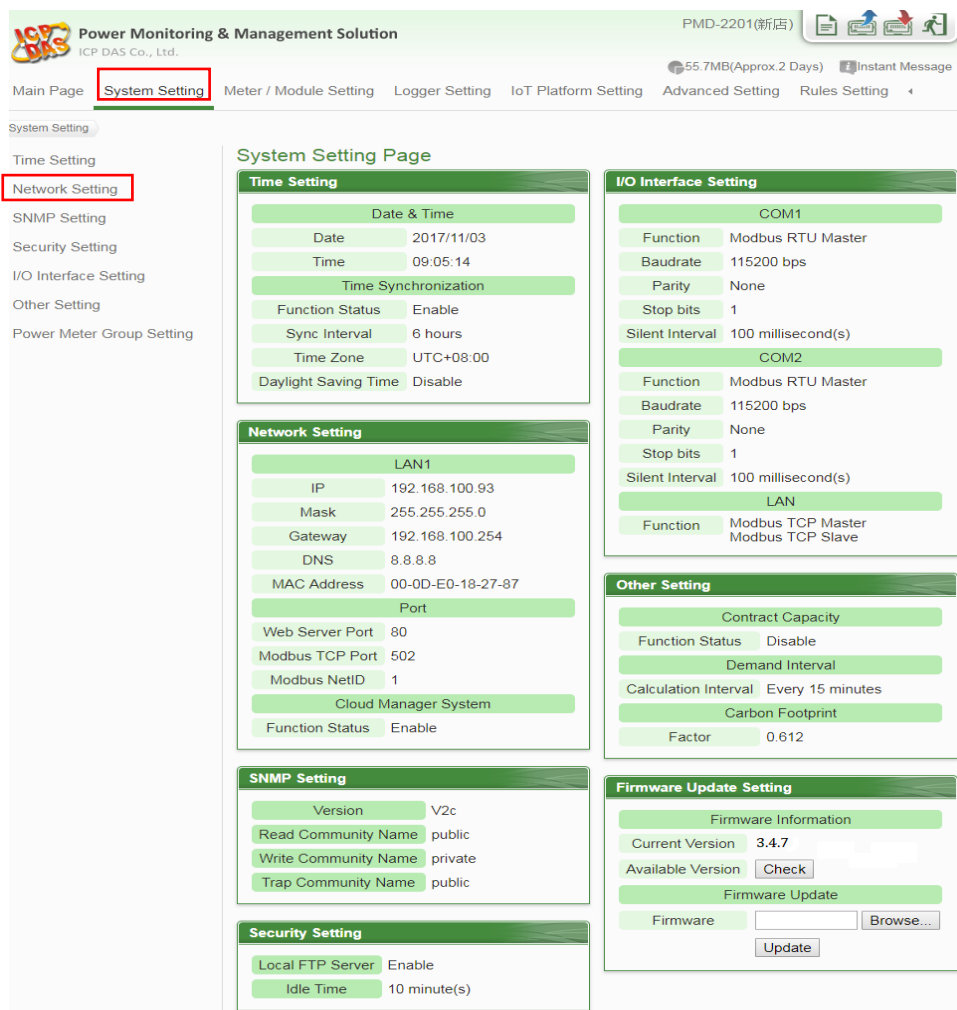 ICP DAS
Power Monitoring & Management Solution
ICP DAS Co., Ltd.
PMD-2201(新店)
55.7MB(Approx.2 Days) Instant Message
Main Page System Setting Meter / Module Setting Logger Setting IoT Platform Setting Advanced Setting Rules Setting
System Setting
Time Setting
Network Setting
SNMP Setting
Security Setting
I/O Interface Setting
Other Setting
Power Meter Group Setting
System Setting Page
Time Setting
Date & Time
Date 2017/11/03
Time 09:05:14
Time Synchronization
Function Status Enable
Sync Interval 6 hours
Time Zone UTC+08:00
Daylight Saving Time Disable
Network Setting
LAN1
IP 192.168.100.93
Mask 255.255.255.0
Gateway 192.168.100.254
DNS 8.8.8.8
MAC Address 00-0D-E0-18-27-87
Port
Web Server Port 80
Modbus TCP Port 502
Modbus NetID 1
Cloud Manager System
Function Status Enable
SNMP Setting
Version V2c
Read Community Name public
Write Community Name private
Trap Community Name public
Security Setting
Local FTP Server Enable
Idle Time 10 minute(s)
I/O Interface Setting
COM1
Function Modbus RTU Master
Baudrate 115200 bps
Parity None
Stop bits 1
Silent Interval 100 millisecond(s)
COM2
Function Modbus RTU Master
Baudrate 115200 bps
Parity None
Stop bits 1
Silent Interval 100 millisecond(s)
LAN
Function Modbus TCP Master
Modbus TCP Slave
Other Setting
Contract Capacity
Function Status Disable
Demand Interval
Calculation Interval Every 15 minutes
Carbon Footprint
Factor 0.612
Firmware Update Setting
Firmware Information
Current Version 3.4.7
Available Version Check
Firmware Update
Firmware Browse...
Update